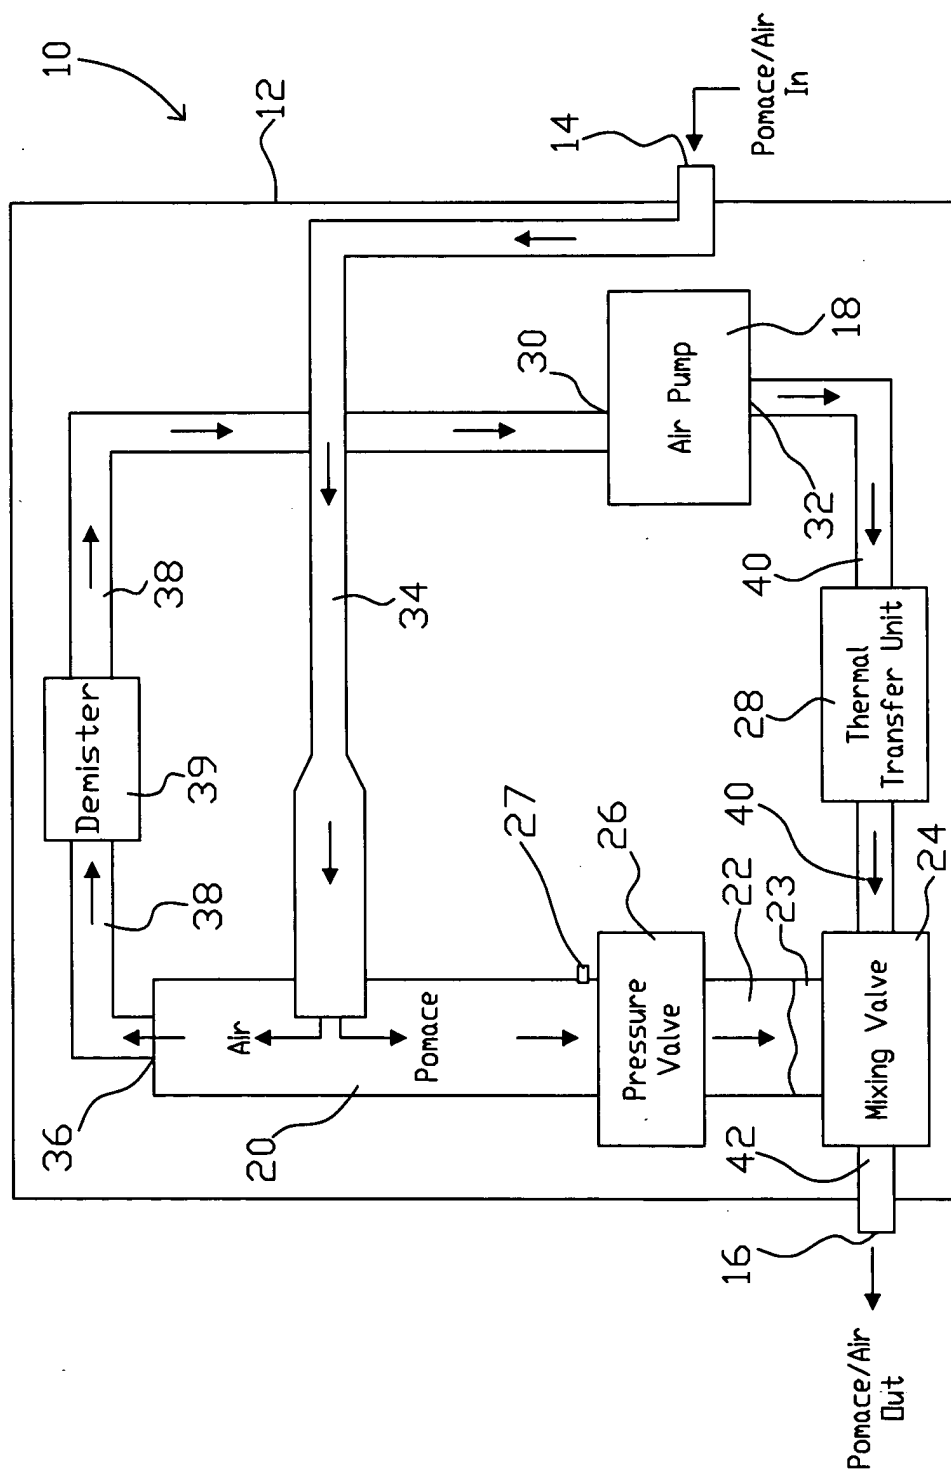 10
12
14
Pomace/Air
In
38
Demister
39
38
30
Air Pump
18
32
34
36
Air
Pomace
20
27
26
Pressure
Valve
22
23
40
Thermal
Transfer Unit
28
40
24
Mixing Valve
42
16
Pomace/Air
Out